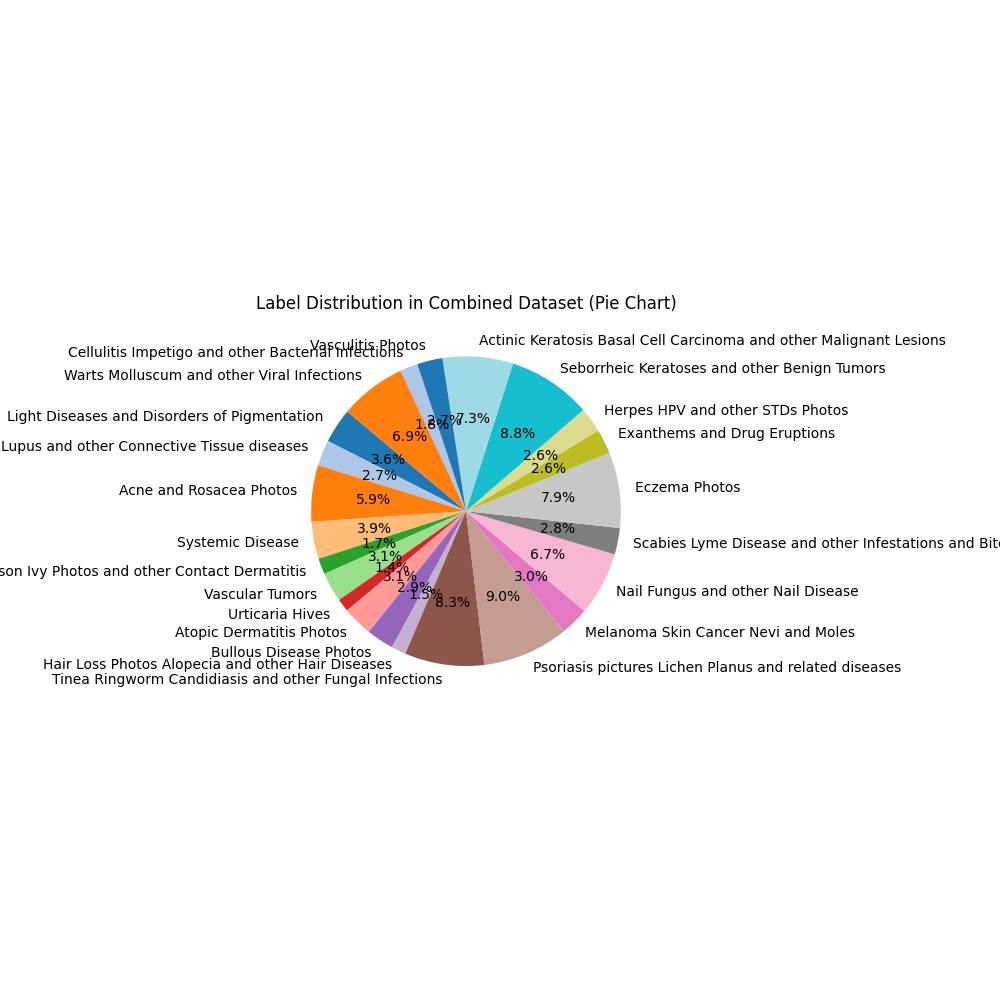 Label Distribution in Combined Dataset (Pie Chart)
Vasculitis Photos
Cellulitis Impetigo and other Bacterial Infections
Warts Molluscum and other Viral Infections
Light Diseases and Disorders of Pigmentation
Lupus and other Connective Tissue diseases
Acne and Rosacea Photos
Systemic Disease
son Ivy Photos and other Contact Dermatitis
Vascular Tumors
Urticaria Hives
Atopic Dermatitis Photos
Bullous Disease Photos
Hair Loss Photos Alopecia and other Hair Diseases
Tinea Ringworm Candidiasis and other Fungal Infections
Psoriasis pictures Lichen Planus and related diseases
Melanoma Skin Cancer Nevi and Moles
Nail Fungus and other Nail Disease
Scabies Lyme Disease and other Infestations and Bite
Eczema Photos
Exanthems and Drug Eruptions
Herpes HPV and other STDs Photos
Seborrheic Keratoses and other Benign Tumors
Actinic Keratosis Basal Cell Carcinoma and other Malignant Lesions
2.7%
1.8%
6.9%
3.6%
2.7%
5.9%
3.9%
1.7%
3.1%
1.4%
3.1%
2.9%
1.5%
8.3%
9.0%
3.0%
6.7%
2.8%
7.9%
2.6%
2.6%
8.8%
7.3%